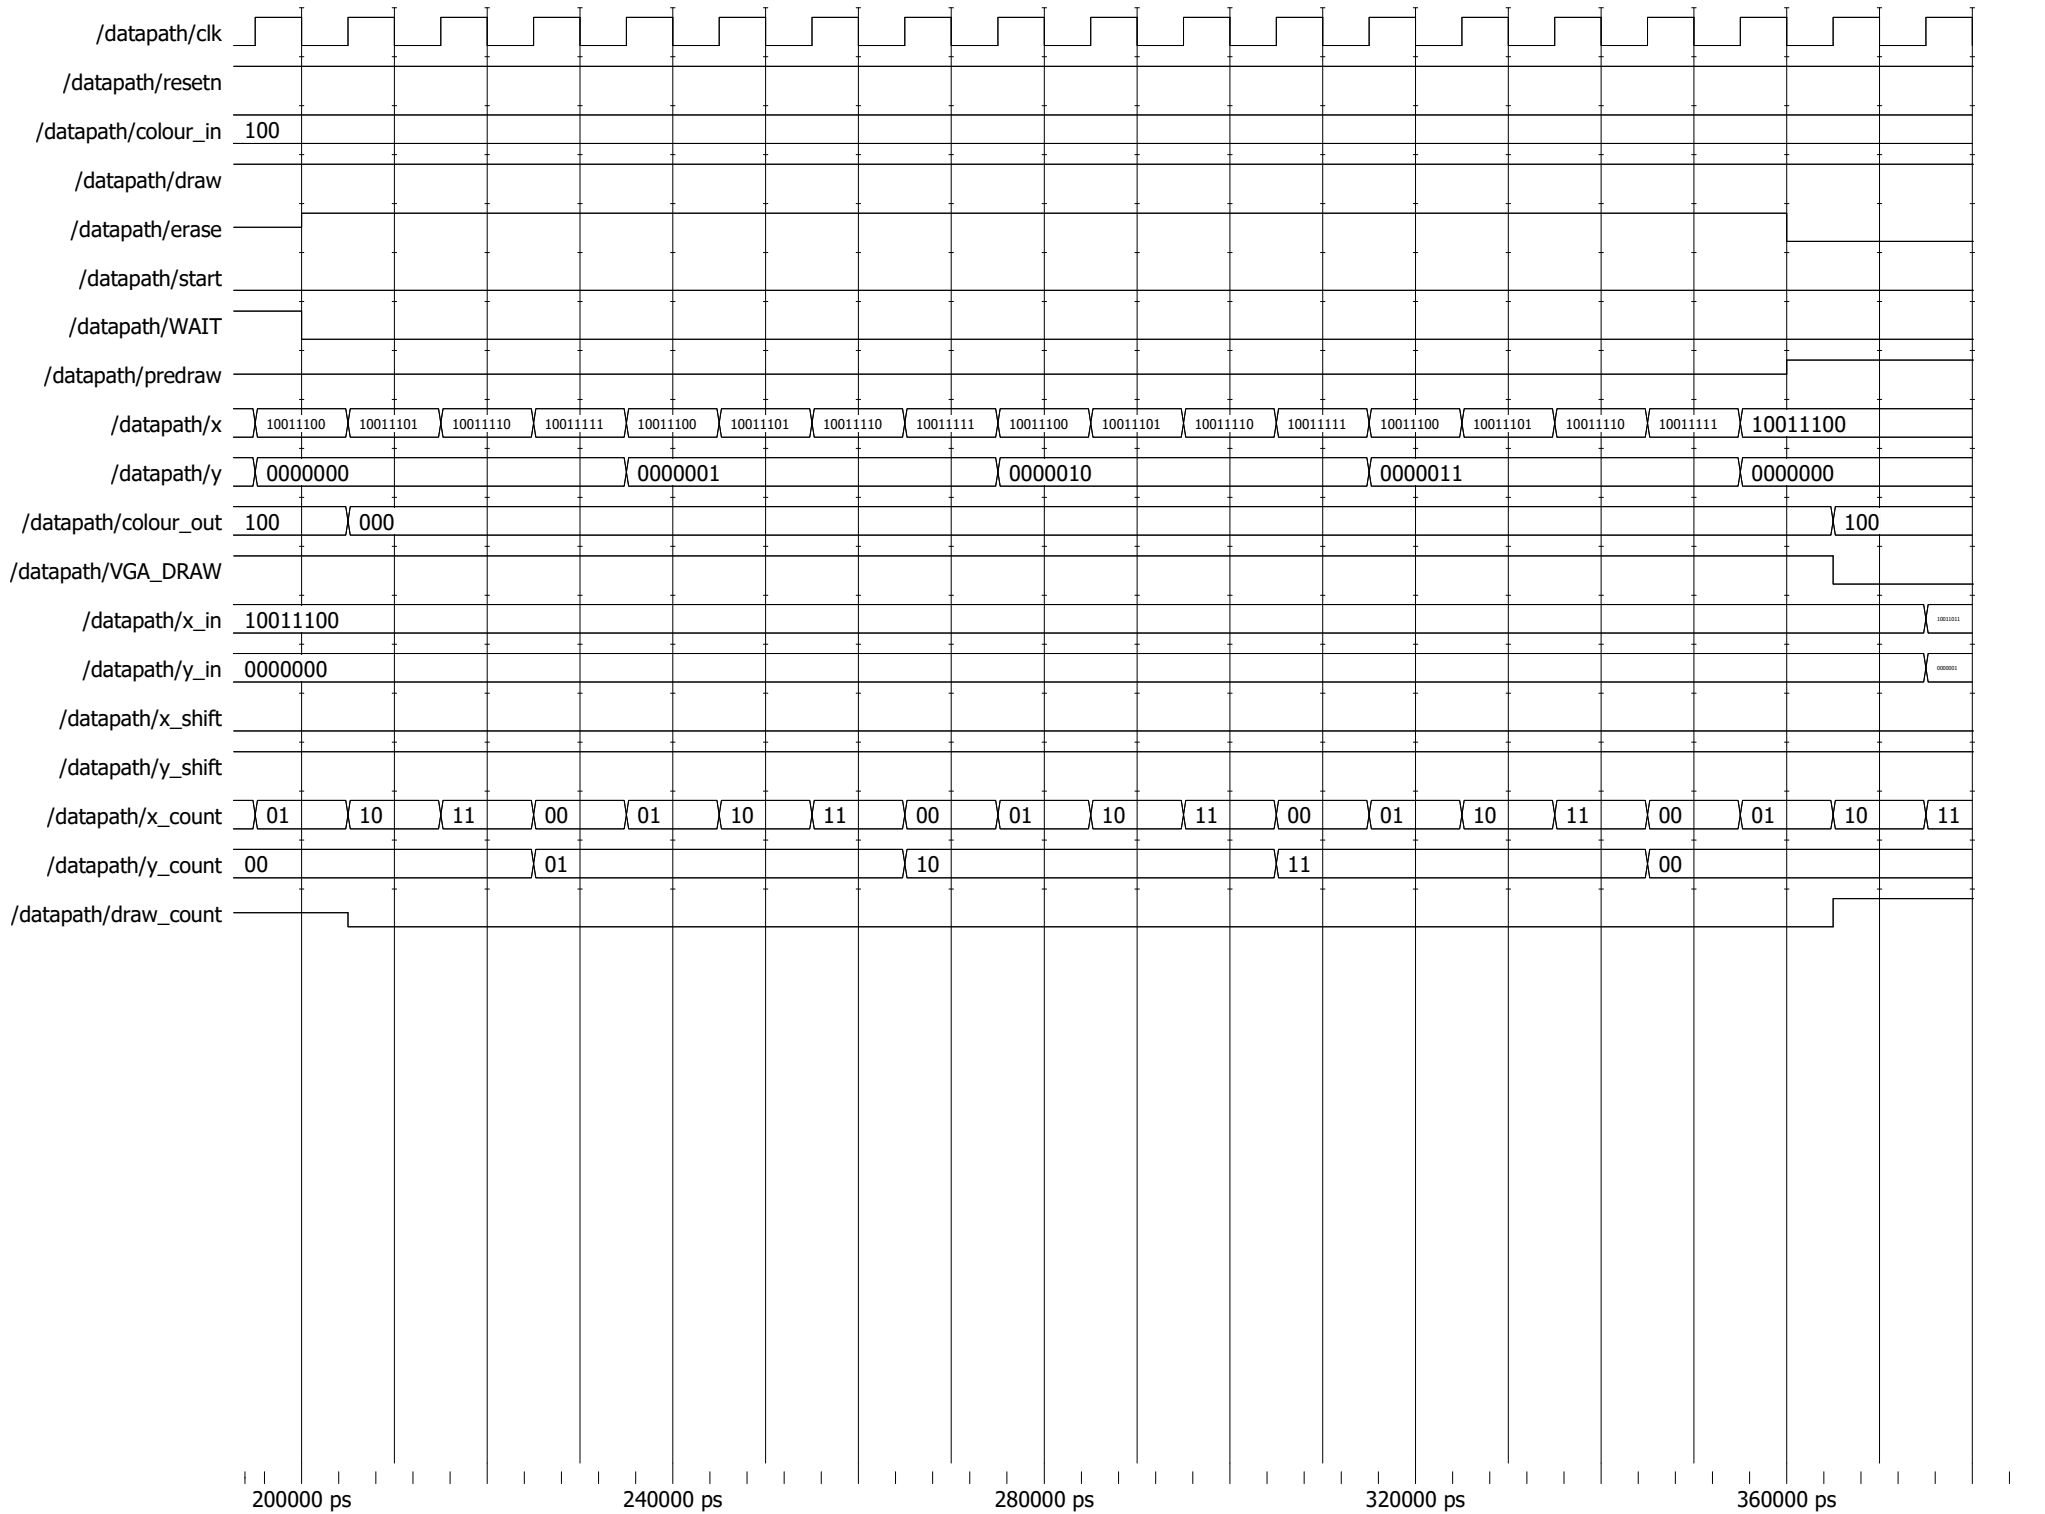 /datapath/clk
/datapath/resetn
/datapath/colour_in 100
/datapath/draw
/datapath/erase
/datapath/start
/datapath/WAIT
/datapath/predraw
/datapath/x 10011100 10011101 10011110 10011111 10011100 10011101 10011110 10011111 10011100 10011101 10011110 10011111 10011100 10011101 10011110 10011111 10011100
/datapath/y 0000000 0000001 0000010 0000011 0000000
/datapath/colour_out 100 000 100
/datapath/VGA_DRAW
/datapath/x_in 10011100 10011011
/datapath/y_in 0000000 0000001
/datapath/x_shift
/datapath/y_shift
/datapath/x_count 01 10 11 00 01 10 11 00 01 10 11 00 01 10 11 00 01 10 11
/datapath/y_count 00 01 10 11 00
/datapath/draw_count
200000 ps 240000 ps 280000 ps 320000 ps 360000 ps